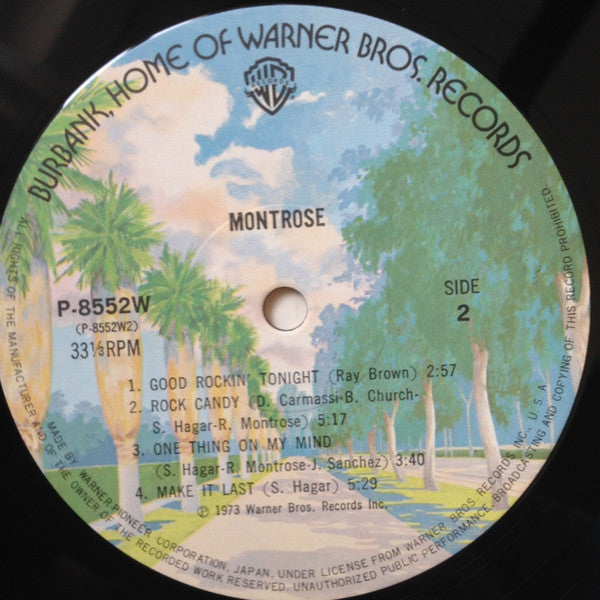 BURBANK, HOME OF WARNER BROS. RECORDS
RECORDS
MONTROSE
P-8552W
(P-8552W2)
33⅓RPM
SIDE
2
1. GOOD ROCKIN' TONIGHT (Ray Brown) 2:57
2. ROCK CANDY (D. Carmassi-B. Church-
S. Hagar-R. Montrose) 5:17
3. ONE THING ON MY MIND
(S. Hagar-R. Montrose-J. Sanchez) 3:40
4. MAKE IT LAST (S. Hagar) 5:29
℗ 1973 Warner Bros. Records Inc.
MADE BY WARNER-PIONEER CORPORATION, JAPAN, UNDER LICENSE FROM WARNER BROS. RECORDS INC., U.S.A.
ALL RIGHTS OF THE MANUFACTURER AND OF THE OWNER OF THE RECORDED WORK RESERVED. UNAUTHORIZED PUBLIC PERFORMANCE, BROADCASTING AND COPYING OF THIS RECORD PROHIBITED